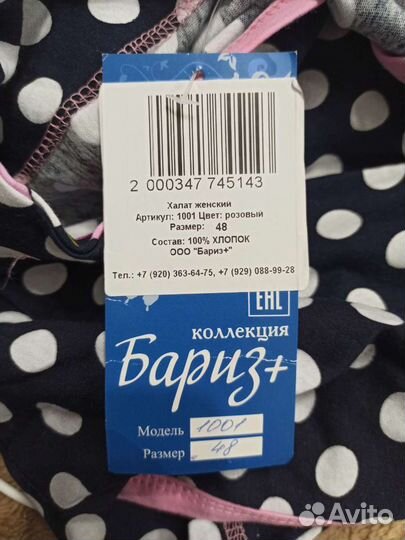 2 000347 745143
Халат женский
Артикул: 1001 Цвет: розовый
Размер: 48
Состав: 100% ХЛОПОК
ООО "Бариз+"
Тел.: +7 (920) 363-64-75, +7 (929) 088-99-28
EAC
КОЛЛЕКЦИЯ
Бариз+
Модель 1001
Размер 48
Avito